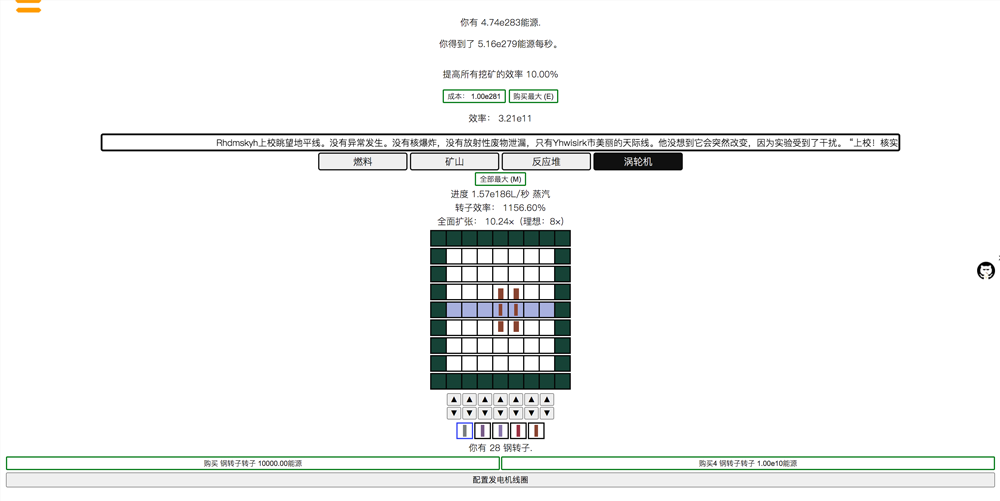 你有 4.74e283能源.
你得到了 5.16e279能源每秒。
提高所有挖矿的效率 10.00%
成本： 1.00e281 购买最大 (E)
效率： 3.21e11
Rhdmskyh上校眺望地平线。没有异常发生。没有核爆炸，没有放射性废物泄漏，只有Yhwisirk市美丽的天际线。他没想到它会突然改变，因为实验受到了干扰。“上校！核实
燃料 矿山 反应堆 涡轮机
全部最大 (M)
进度 1.57e186L/秒 蒸汽
转子效率： 1156.60%
全面扩张： 10.24×（理想：8×）
▲ ▲ ▲ ▲ ▲ ▲ ▲
▼ ▼ ▼ ▼ ▼ ▼ ▼
你有 28 钢转子.
购买 钢转子转子 10000.00能源 购买4 钢转子转子 1.00e10能源
配置发电机线圈